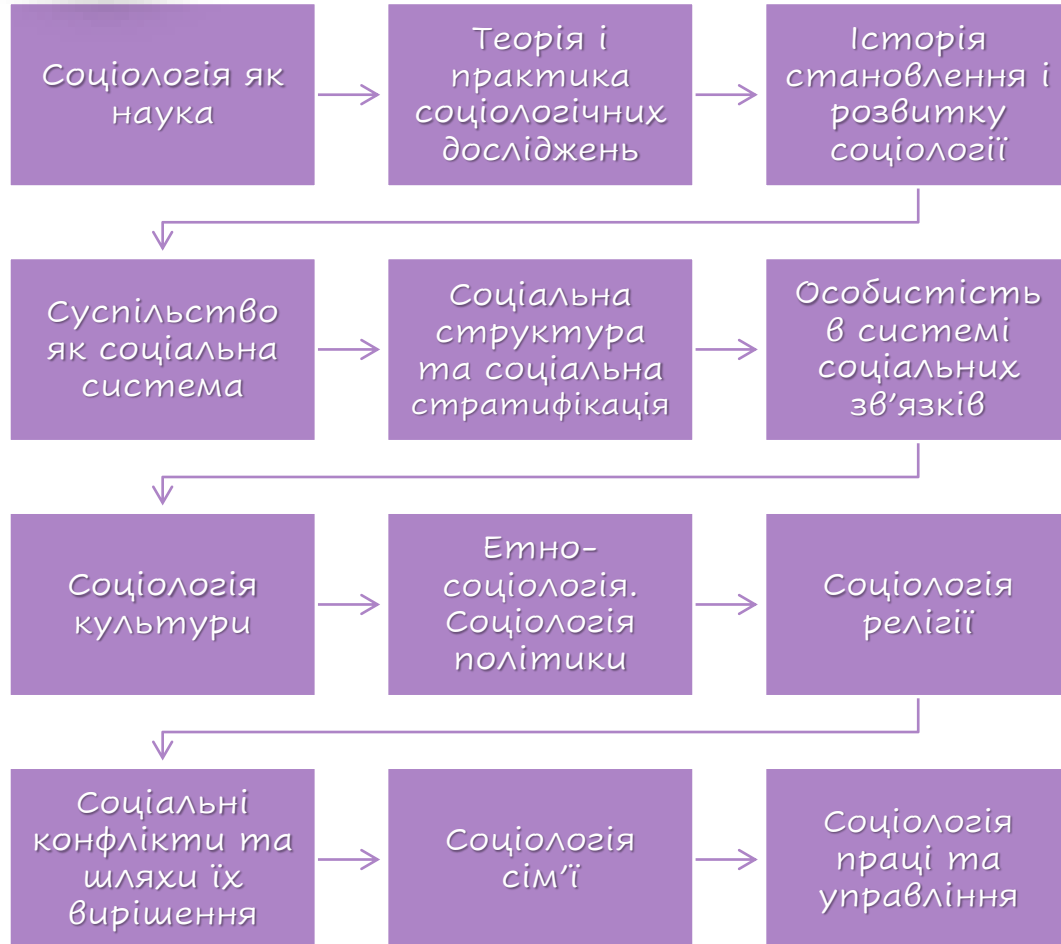 Соціологія як
наука
Теорія і
практика
соціологічних
досліджень
Історія
становлення і
розвитку
соціології
Суспільство
як соціальна
система
Соціальна
структура
та соціальна
стратифікація
Особистість
в системі
соціальних
зв’язків
Соціологія
культури
Етно-
соціологія.
Соціологія
політики
Соціологія
релігії
Соціальні
конфлікти та
шляхи їх
вирішення
Соціологія
сім’ї
Соціологія
праці та
управління